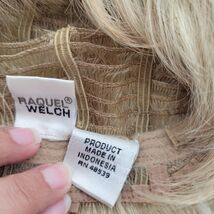 RAQUEL®
WELCH
PRODUCT
MADE IN
INDONESIA
RN 48539